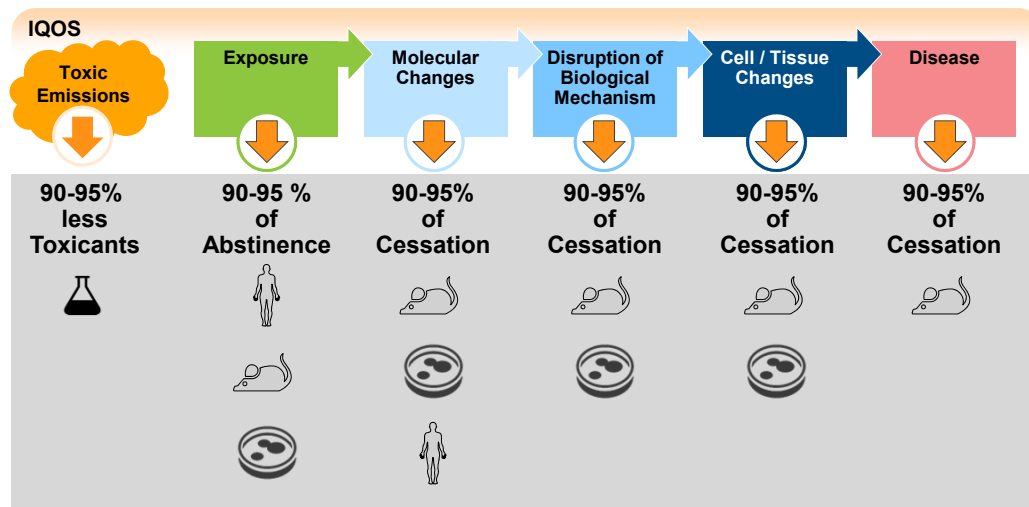 IQOS
Toxic
Emissions
Exposure
Molecular
Changes
Disruption of
Biological
Mechanism
Cell / Tissue
Changes
Disease
90-95%
less
Toxicants
90-95 %
of
Abstinence
90-95%
of
Cessation
90-95%
of
Cessation
90-95%
of
Cessation
90-95%
of
Cessation